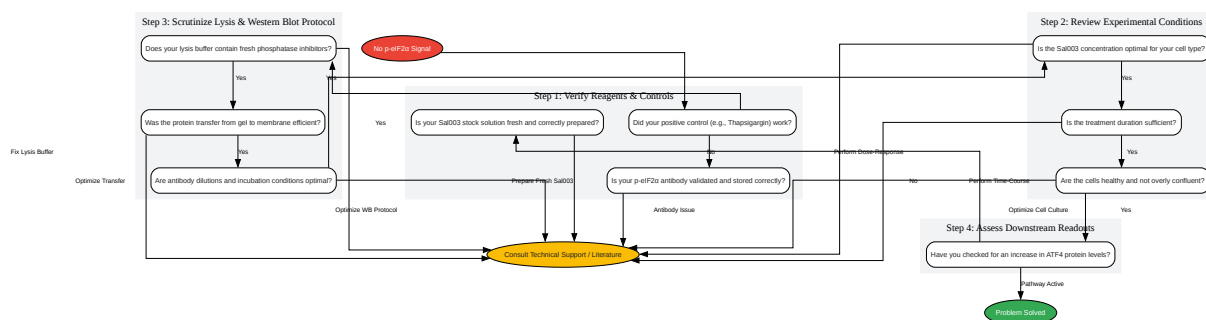 Step 3: Scrutinize Lysis & Western Blot Protocol
Does your lysis buffer contain fresh phosphatase inhibitors?
Yes
Yes
Was the protein transfer from gel to membrane efficient?
Yes
Are antibody dilutions and incubation conditions optimal?
Fix Lysis Buffer
Optimize Transfer
Optimize WB Protocol
No p-eIF2α Signal
Step 1: Verify Reagents & Controls
Is your Sal003 stock solution fresh and correctly prepared?
Did your positive control (e.g., Thapsigargin) work?
Yes
No
Prepare Fresh Sal003
Is your p-eIF2α antibody validated and stored correctly?
Antibody Issue
Consult Technical Support / Literature
Step 2: Review Experimental Conditions
Is the Sal003 concentration optimal for your cell type?
Yes
Is the treatment duration sufficient?
Perform Dose-Response
Yes
Are the cells healthy and not overly confluent?
No
Perform Time-Course
Optimize Cell Culture
Yes
Step 4: Assess Downstream Readouts
Have you checked for an increase in ATF4 protein levels?
Pathway Active
Problem Solved